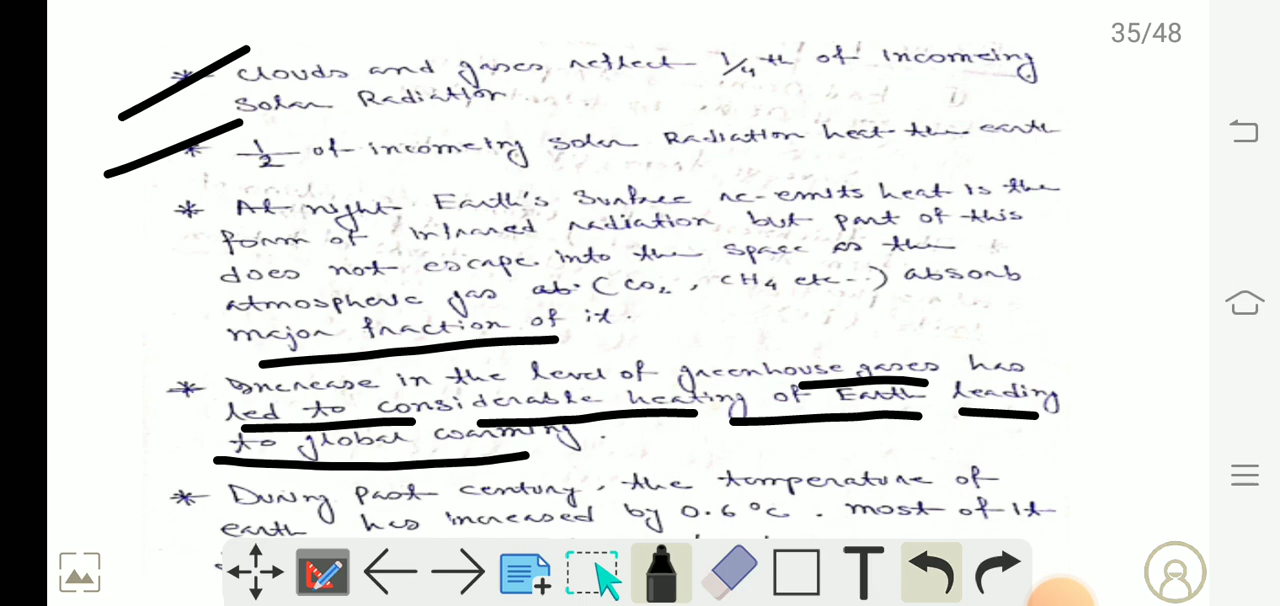 35/48
* Clouds and gases reflect 1/4 th of incomeing
Solar Radiation.
* 1/2 of incomeing solar Radiation heat the earth
* At night Earth's Surface re-emits heat is the
form of infrared radiation but part of this
does not escape into the space as the
atmospheric gas ab. (CO2, CH4 etc--) absorb
major fraction of it.
* Increase in the level of greenhouse gases has
led to considerable heating of Earth leading
to global warming.
* During past century, the temperature of
earth has increased by 0.6°C. most of it
T